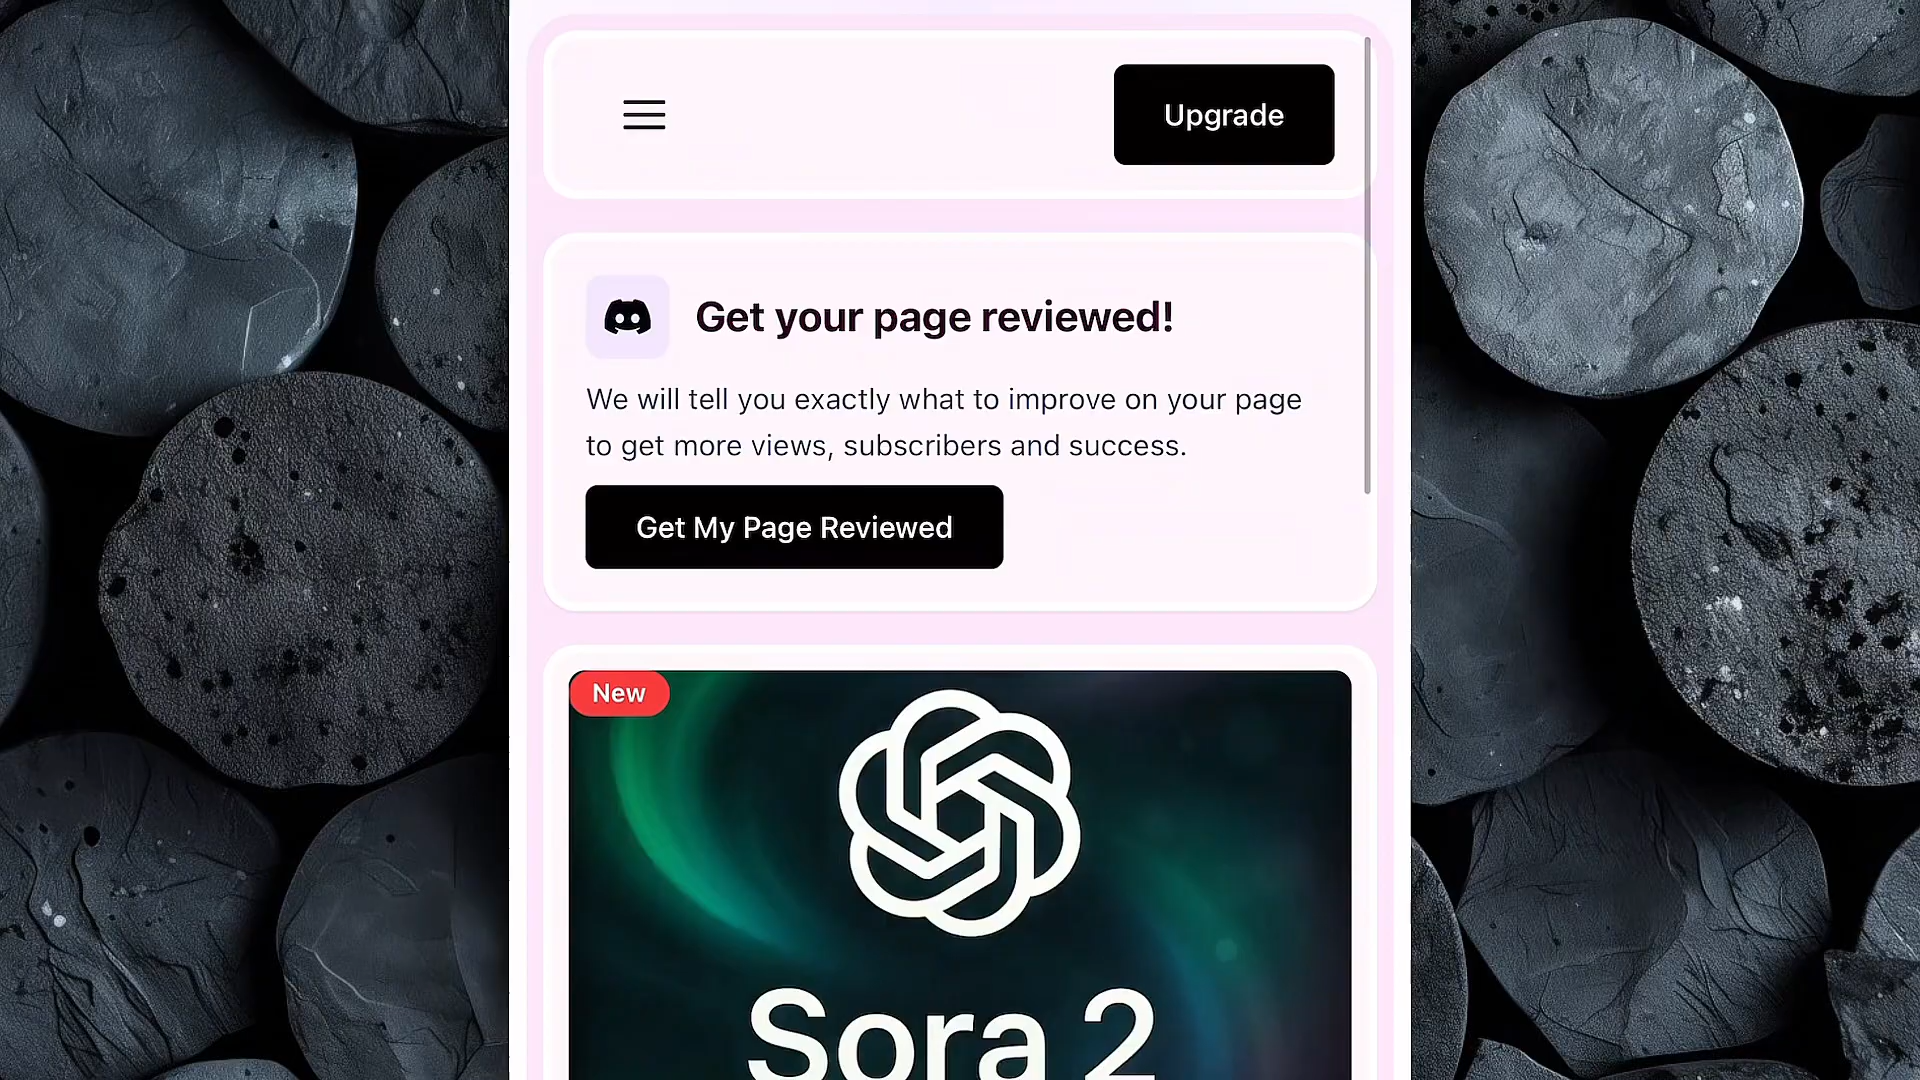 Upgrade
Get your page reviewed!
We will tell you exactly what to improve on your page
to get more views, subscribers and success.
Get My Page Reviewed
New
Sora 2